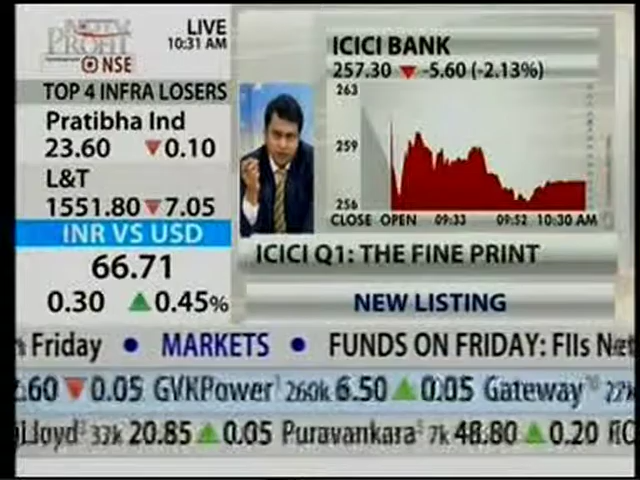 NDTV
PROFIT
NSE
LIVE
10:31 AM
TOP 4 INFRA LOSERS
Pratibha Ind
23.60 ▼0.10
L&T
1551.80▼7.05
INR VS USD
66.71
0.30 ▲0.45%
ICICI BANK
257.30 ▼ -5.60 (-2.13%)
263
259
256
CLOSE OPEN 09:33 09:52 10:30 AM
ICICI Q1: THE FINE PRINT
NEW LISTING
Friday • MARKETS • FUNDS ON FRIDAY: FIIs Net
.60 ▼ 0.05 GVKPower 260k 6.50 ▲ 0.05 Gateway
Lloyd 20.85 ▲ 0.05 Puravankara 7k 48.80 ▲ 0.20